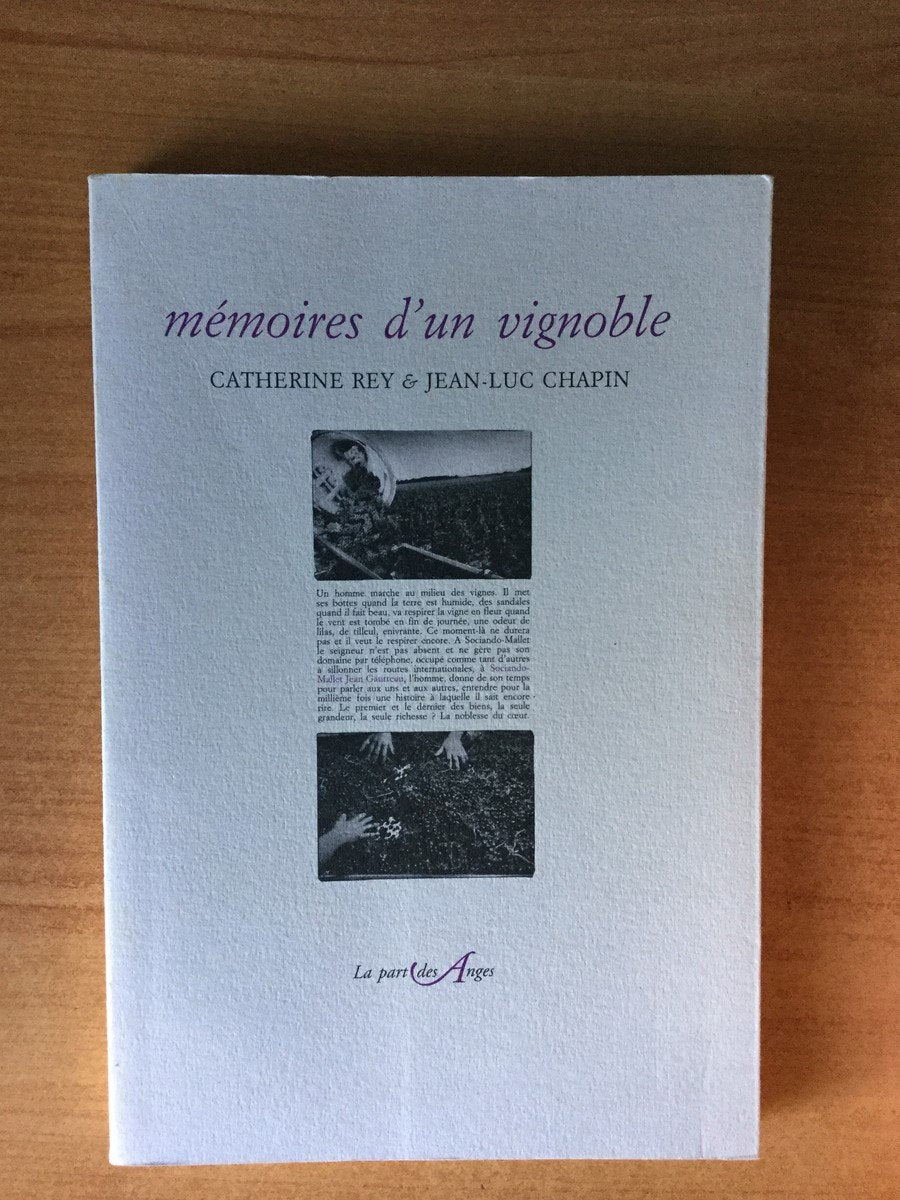 mémoires d'un vignoble
CATHERINE REY & JEAN-LUC CHAPIN
Un homme marche au milieu des vignes. Il met
ses bottes quand la terre est humide, des sandales
quand il fait beau, va respirer la vigne en fleur quand
le vent est tombé en fin de journée, une odeur de
lilas, de tilleul, enivrante. Ce moment-là ne durera
pas et il veut le respirer encore. A Sociando-Mallet
le seigneur n'est pas absent et ne gère pas son
domaine par téléphone, occupé comme tant d'autres
à sillonner les routes internationales, à Sociando-
Mallet Jean Gautreau, l'homme, donne de son temps
pour parler aux uns et aux autres, entendre pour la
millième fois une histoire à laquelle il sait encore
rire. Le premier et le dernier des biens, la seule
grandeur, la seule richesse ? La noblesse du cœur.
La part des Anges